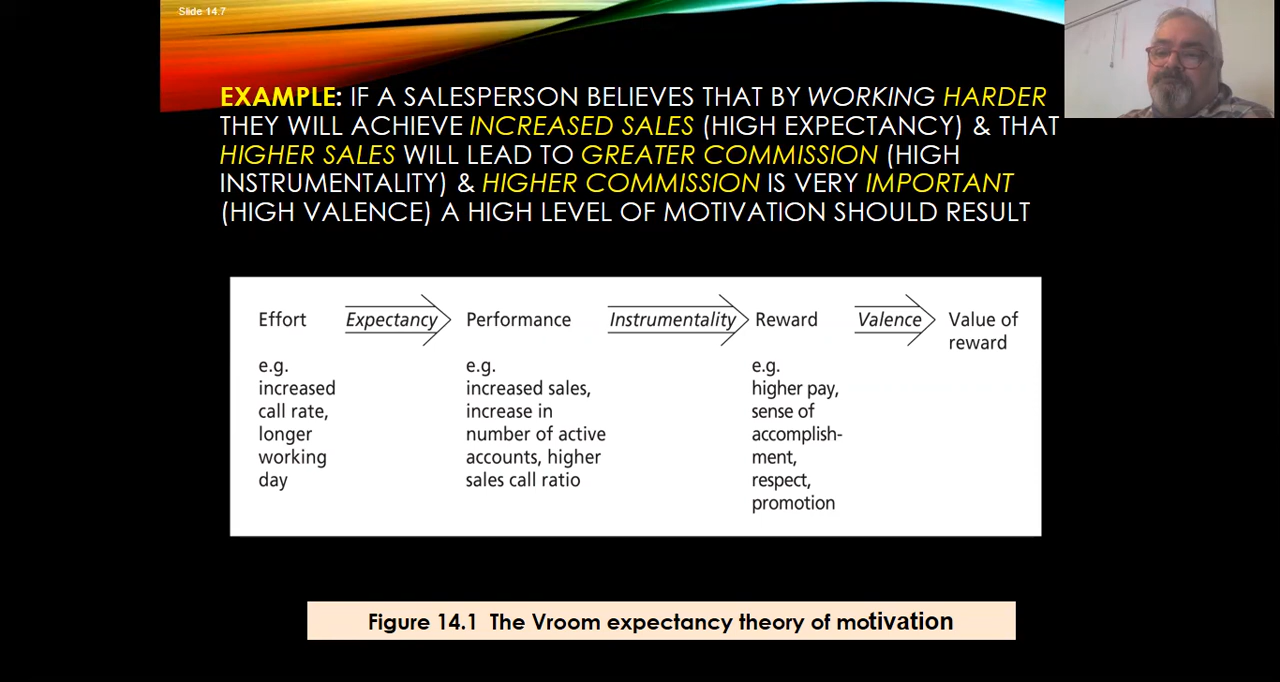 Slide 14.7
EXAMPLE: IF A SALESPERSON BELIEVES THAT BY WORKING HARDER
THEY WILL ACHIEVE INCREASED SALES (HIGH EXPECTANCY) & THAT
HIGHER SALES WILL LEAD TO GREATER COMMISSION (HIGH
INSTRUMENTALITY) & HIGHER COMMISSION IS VERY IMPORTANT
(HIGH VALENCE) A HIGH LEVEL OF MOTIVATION SHOULD RESULT
Effort
Expectancy
Performance
Instrumentality
Reward
Valence
Value of
reward
e.g.
increased
call rate,
longer
working
day
e.g.
increased sales,
increase in
number of active
accounts, higher
sales call ratio
e.g.
higher pay,
sense of
accomplish-
ment,
respect,
promotion
Figure 14.1 The Vroom expectancy theory of motivation